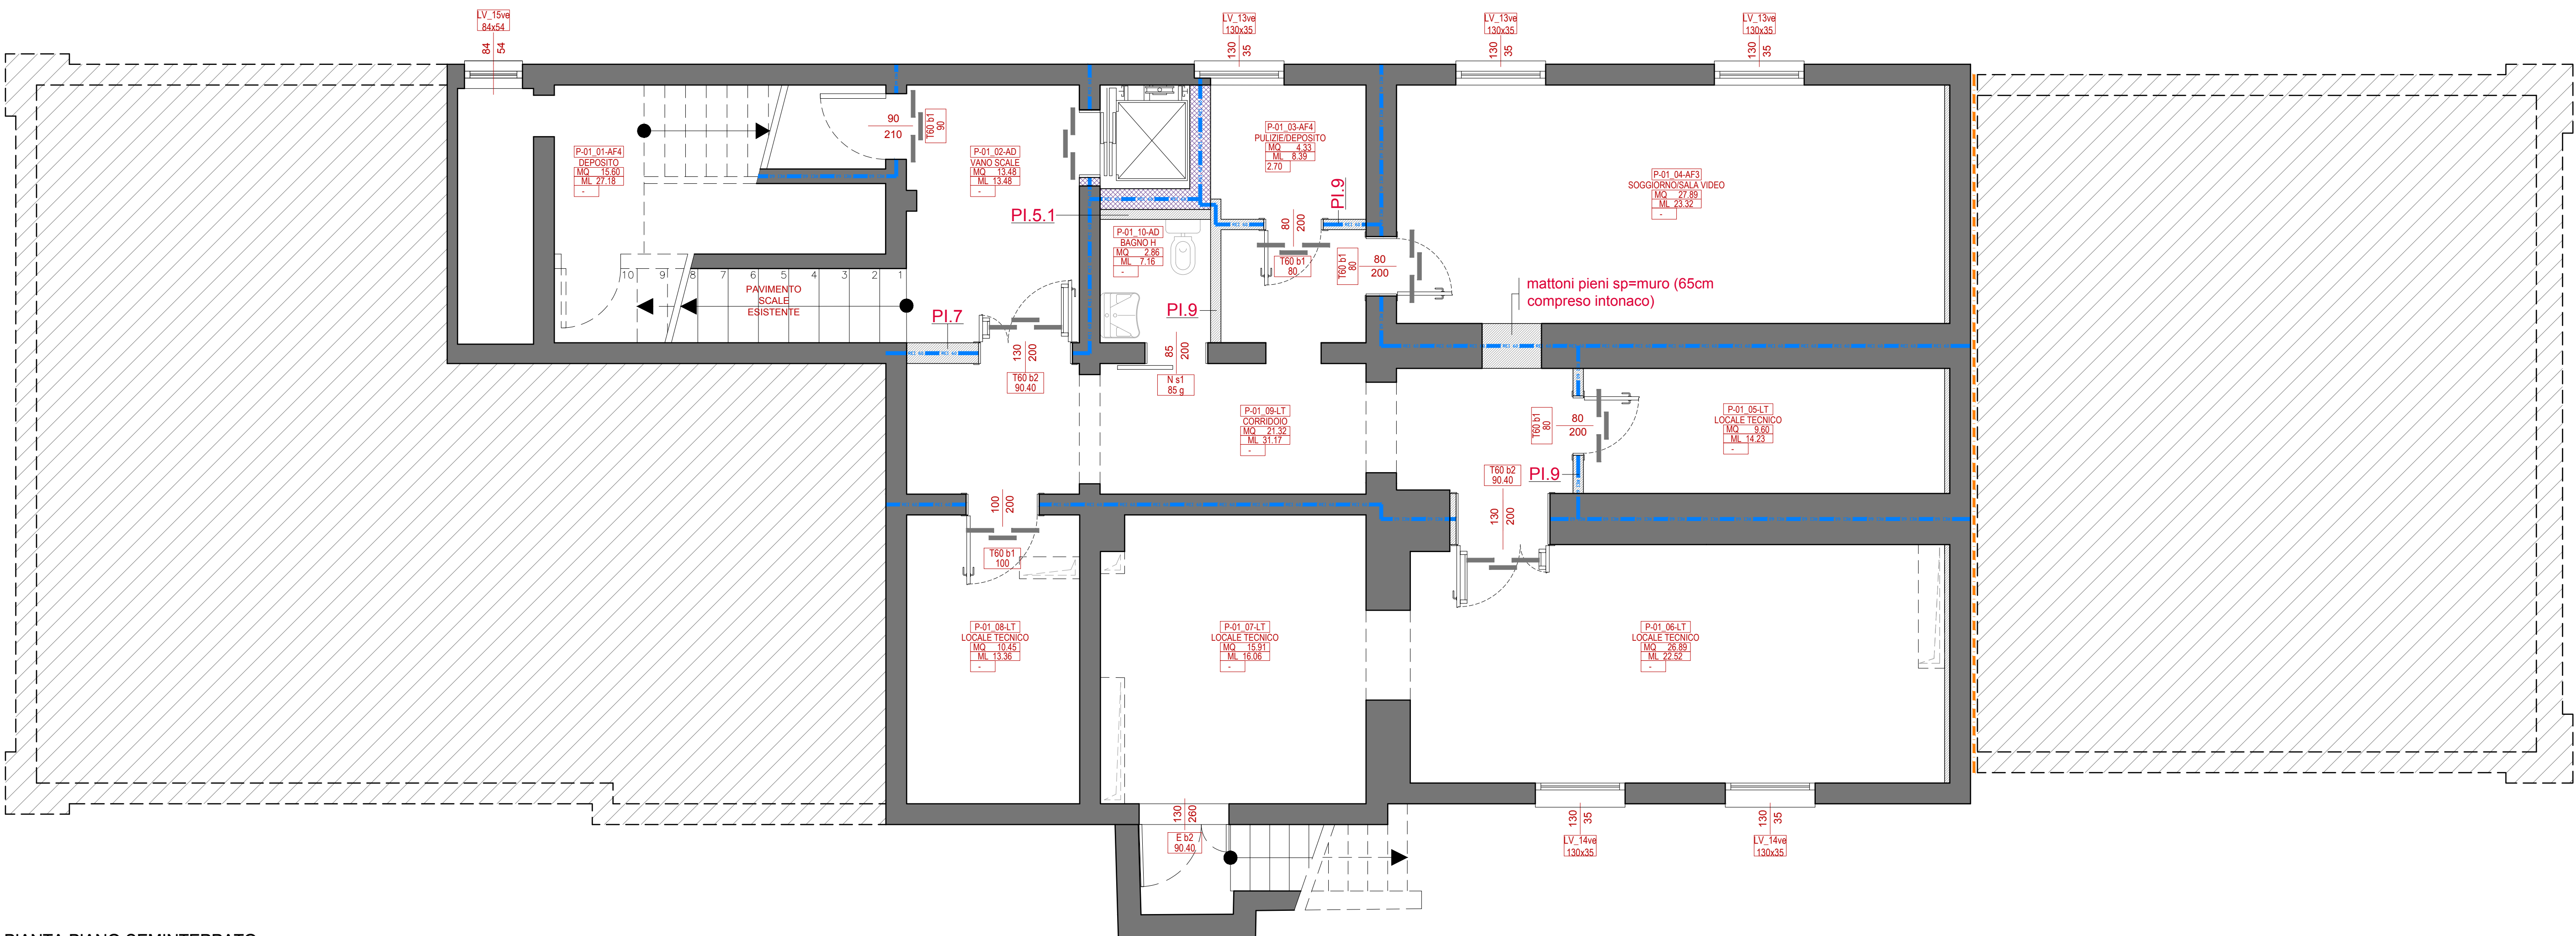 LV_15ve
84x54
84
54
LV_13ve
130x35
130
35
LV_13ve
130x35
130
35
LV_13ve
130x35
130
35
P-01_01-AF4
DEPOSITO
MQ 15.60
ML 27.18
-
90
210
T60 b1
90
P-01_02-AD
VANO SCALE
MQ 13.48
ML 13.48
-
P-01_03-AF4
PULIZIE/DEPOSITO
MQ 4.33
ML 8.39
2.70
P-01_04-AF3
SOGGIORNO/SALA VIDEO
MQ 27.89
ML 23.32
-
PI.5.1
PI.9
P-01_10-AD
BAGNO H
MQ 2.86
ML 7.16
-
80
200
T60 b1
80
T60 b1
80
80
200
10 9 8 7 6 5 4 3 2 1
PAVIMENTO
SCALE
ESISTENTE
PI.7
PI.9
mattoni pieni sp=muro (65cm
compreso intonaco)
REI 60 REI 60
130
200
T60 b2
90.40
85
200
N s1
85 g
P-01_09-LT
CORRIDOIO
MQ 21.32
ML 31.17
-
T60 b1
80
80
200
P-01_05-LT
LOCALE TECNICO
MQ 9.60
ML 14.23
-
PI.9
T60 b2
90.40
130
200
100
200
T60 b1
100
P-01_08-LT
LOCALE TECNICO
MQ 10.45
ML 13.36
-
P-01_07-LT
LOCALE TECNICO
MQ 15.91
ML 16.06
-
P-01_06-LT
LOCALE TECNICO
MQ 26.89
ML 22.52
-
130
260
E b2
90.40
130
35
LV_14ve
130x35
130
35
LV_14ve
130x35
PIANTA PIANO SEMINTERRATO